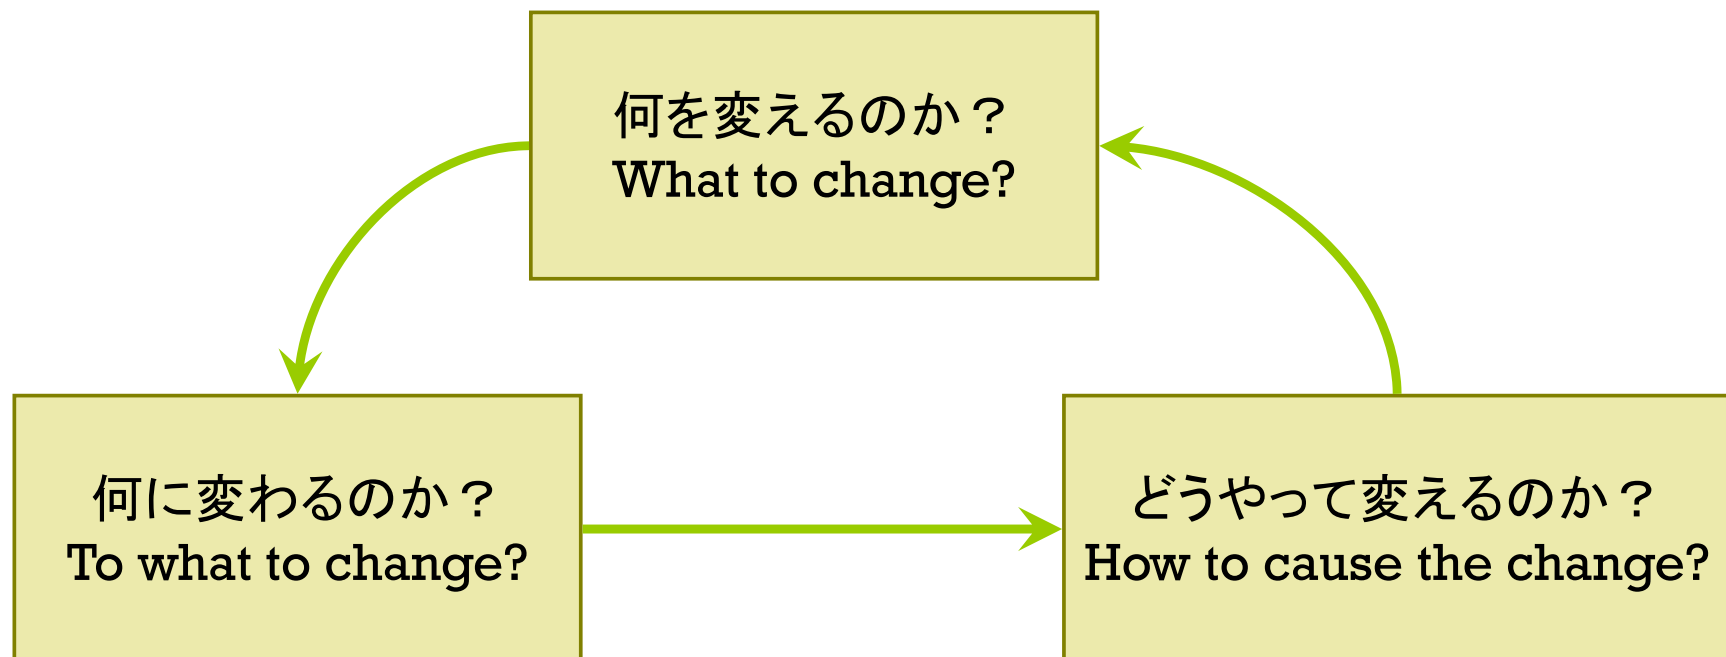 何を変えるのか？
What to change?
何に変わるのか？
To what to change?
どうやって変えるのか？
How to cause the change?